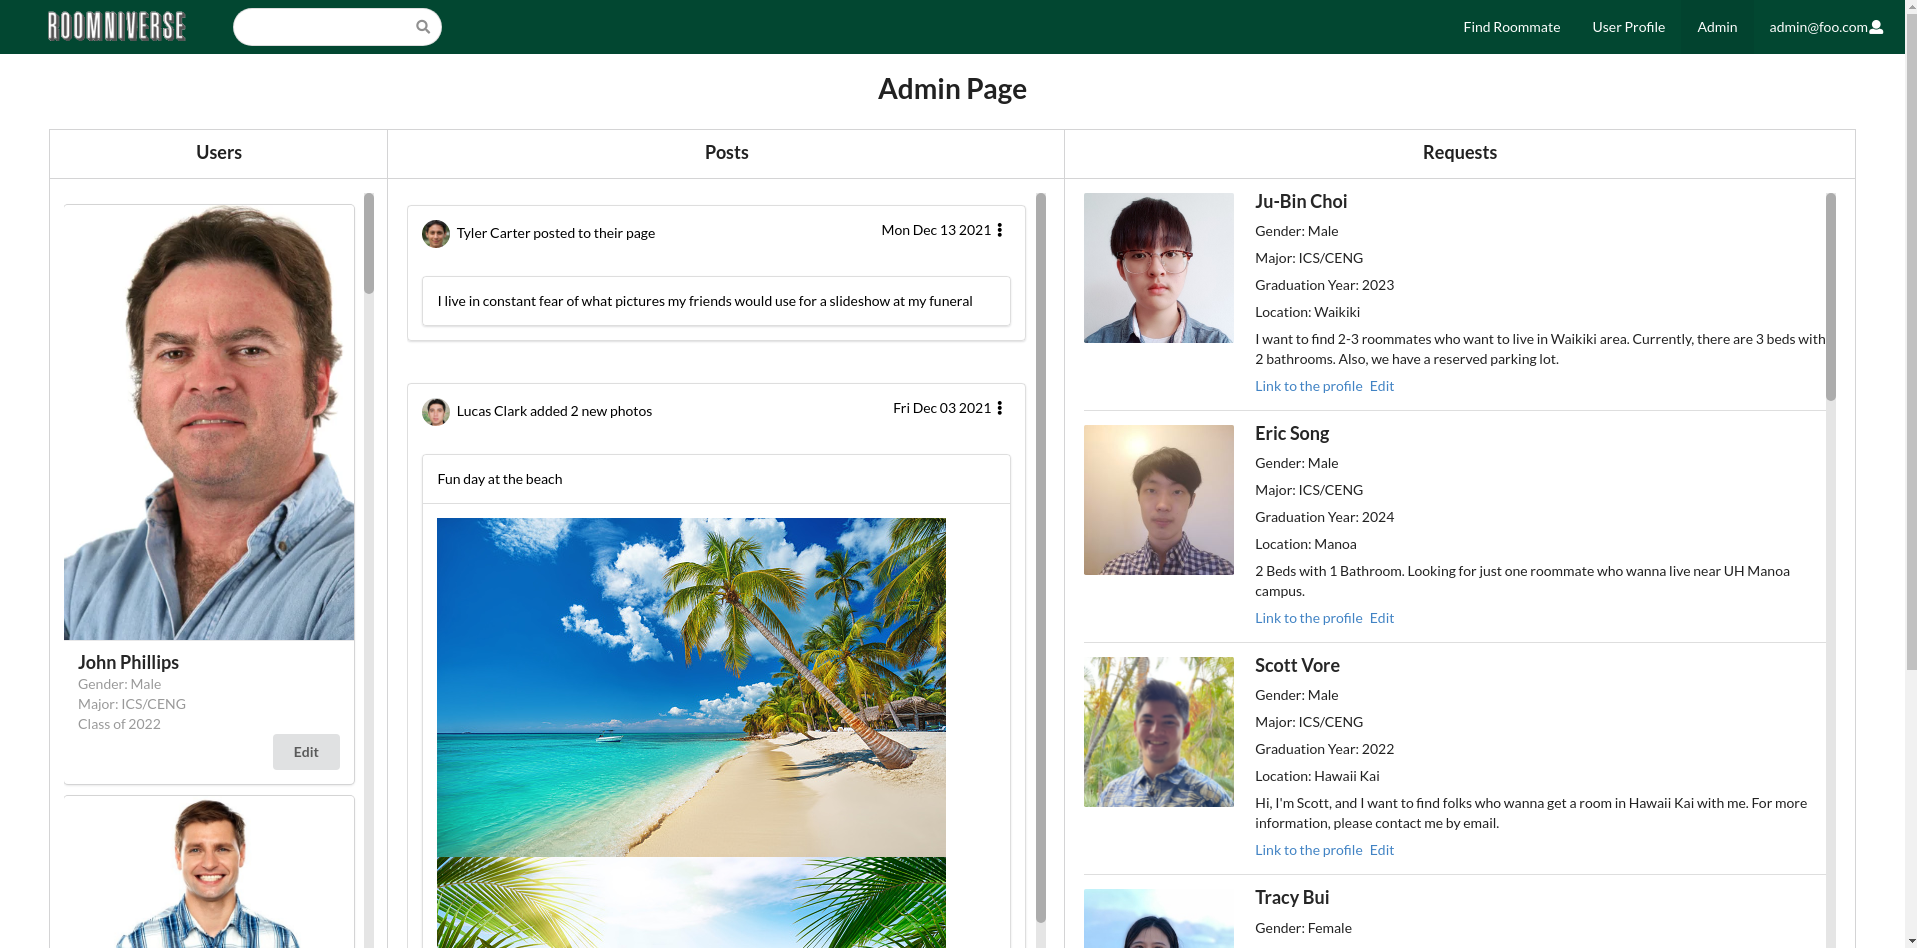 ROOMNIVERSE
Find Roommate
User Profile
Admin
admin@foo.com
Admin Page
Users
Posts
Requests
John Phillips
Gender: Male
Major: ICS/CENG
Class of 2022
Edit
Tyler Carter posted to their page
Mon Dec 13 2021
I live in constant fear of what pictures my friends would use for a slideshow at my funeral
Lucas Clark added 2 new photos
Fri Dec 03 2021
Fun day at the beach
Ju-Bin Choi
Gender: Male
Major: ICS/CENG
Graduation Year: 2023
Location: Waikiki
I want to find 2-3 roommates who want to live in Waikiki area. Currently, there are 3 beds with
2 bathrooms. Also, we have a reserved parking lot.
Link to the profile Edit
Eric Song
Gender: Male
Major: ICS/CENG
Graduation Year: 2024
Location: Manoa
2 Beds with 1 Bathroom. Looking for just one roommate who wanna live near UH Manoa
campus.
Link to the profile Edit
Scott Vore
Gender: Male
Major: ICS/CENG
Graduation Year: 2022
Location: Hawaii Kai
Hi, I'm Scott, and I want to find folks who wanna get a room in Hawaii Kai with me. For more
information, please contact me by email.
Link to the profile Edit
Tracy Bui
Gender: Female